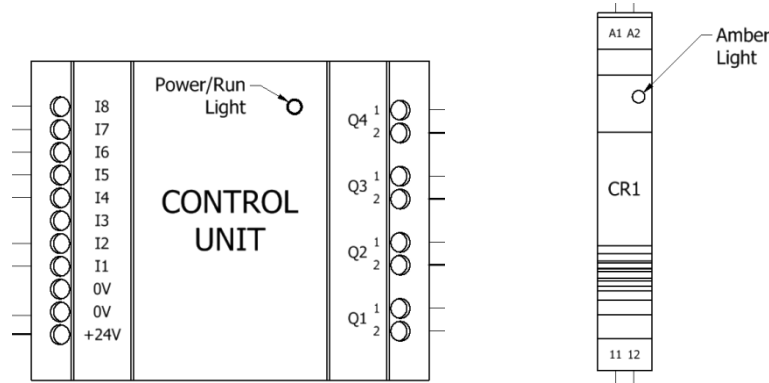 Power/Run
Light
I8
I7
I6
I5
I4
I3
I2
I1
0V
0V
+24V
CONTROL
UNIT
Q4 1
2
Q3 1
2
Q2 1
2
Q1 1
2
A1 A2
Amber
Light
CR1
11 12